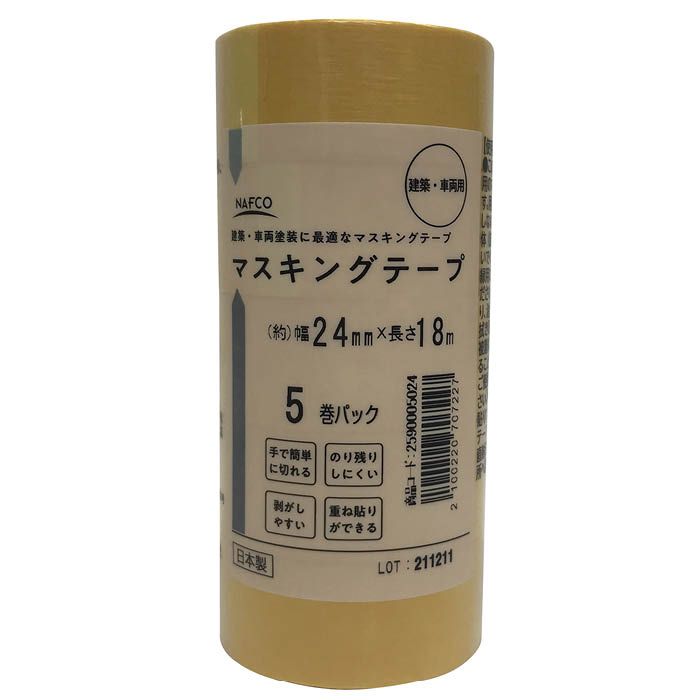 NAFCO
建築・車両用
建築・車両塗装に最適なマスキングテープ
マスキングテープ
(約)幅24mm×長さ18m
5巻パック
手で簡単
に切れる
のり残り
しにくい
剥がし
やすい
重ね貼り
ができる
商品コード:2590005024
2100220707227
日本製
LOT:211211